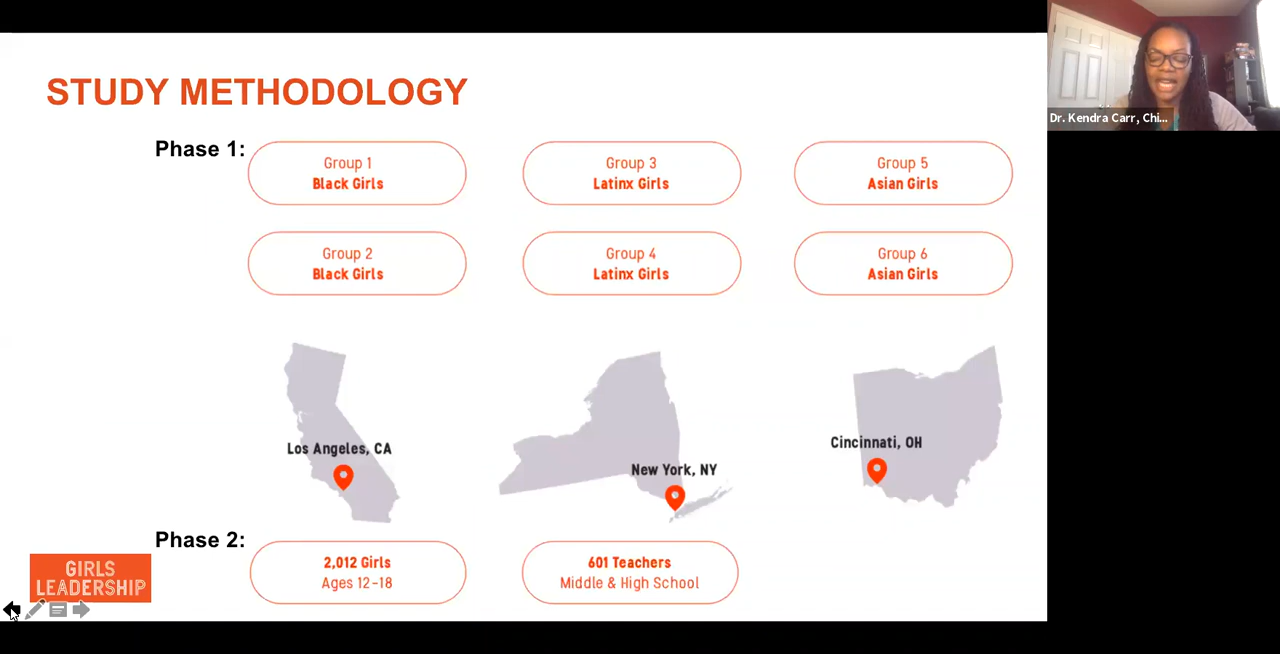 STUDY METHODOLOGY
Dr. Kendra Carr, Chi...
Phase 1:
Group 1
Black Girls
Group 3
Latinx Girls
Group 5
Asian Girls
Group 2
Black Girls
Group 4
Latinx Girls
Group 6
Asian Girls
Los Angeles, CA
New York, NY
Cincinnati, OH
Phase 2:
2,012 Girls
Ages 12-18
601 Teachers
Middle & High School
GIRLS
LEADERSHIP